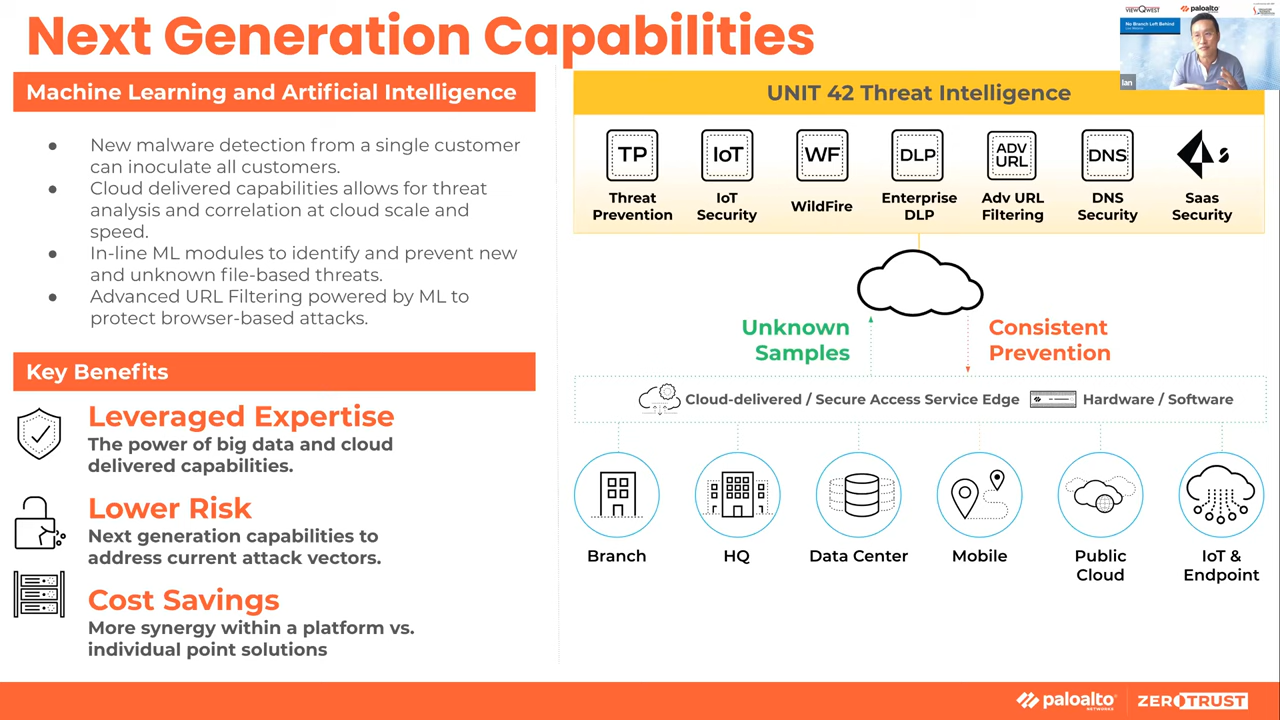 Next Generation Capabilities
Machine Learning and Artificial Intelligence
● New malware detection from a single customer
can inoculate all customers.
● Cloud delivered capabilities allows for threat
analysis and correlation at cloud scale and
speed.
● In-line ML modules to identify and prevent new
and unknown file-based threats.
● Advanced URL Filtering powered by ML to
protect browser-based attacks.
Key Benefits
Leveraged Expertise
The power of big data and cloud
delivered capabilities.
Lower Risk
Next generation capabilities to
address current attack vectors.
Cost Savings
More synergy within a platform vs.
individual point solutions
VIEWQWEST
paloalto
No Branch Left Behind
Ian
UNIT 42 Threat Intelligence
TP
IoT
WF
DLP
ADV
URL
DNS
S
Threat
Prevention
IoT
Security
WildFire
Enterprise
DLP
Adv URL
Filtering
DNS
Security
Saas
Security
Unknown
Samples
Consistent
Prevention
Cloud-delivered / Secure Access Service Edge
Hardware / Software
Branch
HQ
Data Center
Mobile
Public
Cloud
IoT &
Endpoint
paloalto
NETWORKS
ZERO TRUST